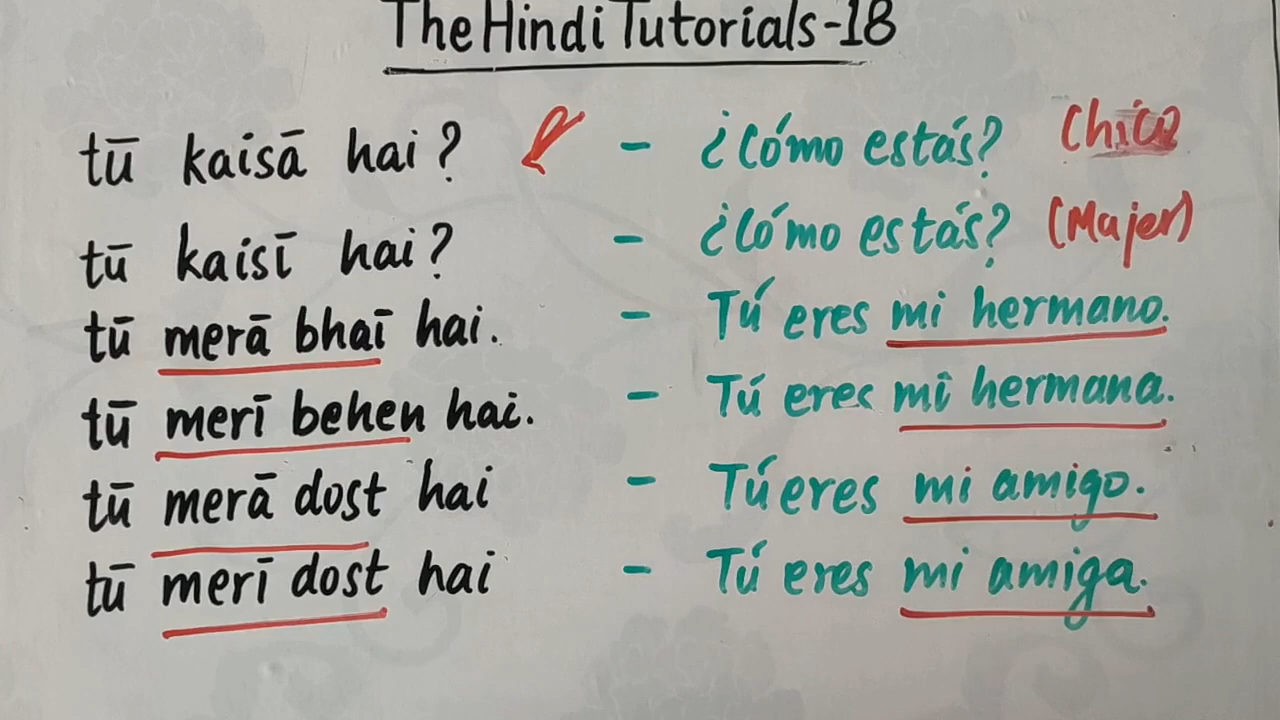 The Hindi Tutorials-18
tū kaisā hai? - ¿Cómo estás? Chico
tū kaisī hai? - ¿Cómo estás? (Majer)
tū merā bhaī hai. - Tú eres mi hermano.
tū merī behen hai. - Tú eres mi hermana.
tū merā dost hai - Tú eres mi amigo.
tū merī dost hai - Tú eres mi amiga.